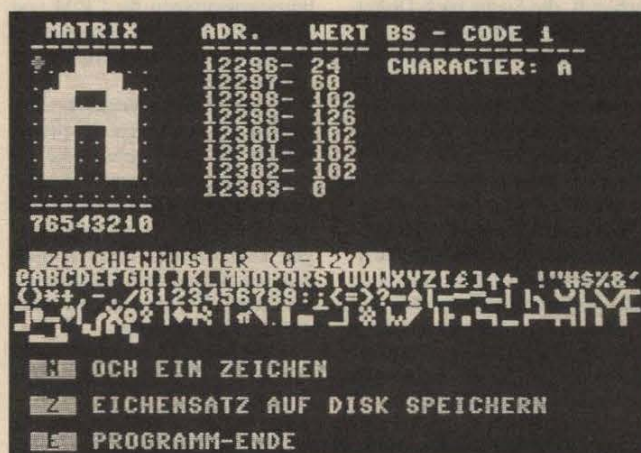 MATRIX ADR. WERT BS - CODE 1
12296- 24 CHARACTER: A
12297- 60
12298- 102
12299- 126
12300- 102
12301- 102
12302- 102
12303- 0
76543210
ZEICHENMUSTER (0-127)
@ABCDEFGHIJKLMNOPQRSTUVWXYZ[£]↑← !"#$%&'
()*+,-./0123456789:;<=>?
N OCH EIN ZEICHEN
Z EICHENSATZ AUF DISK SPEICHERN
E PROGRAMM-ENDE